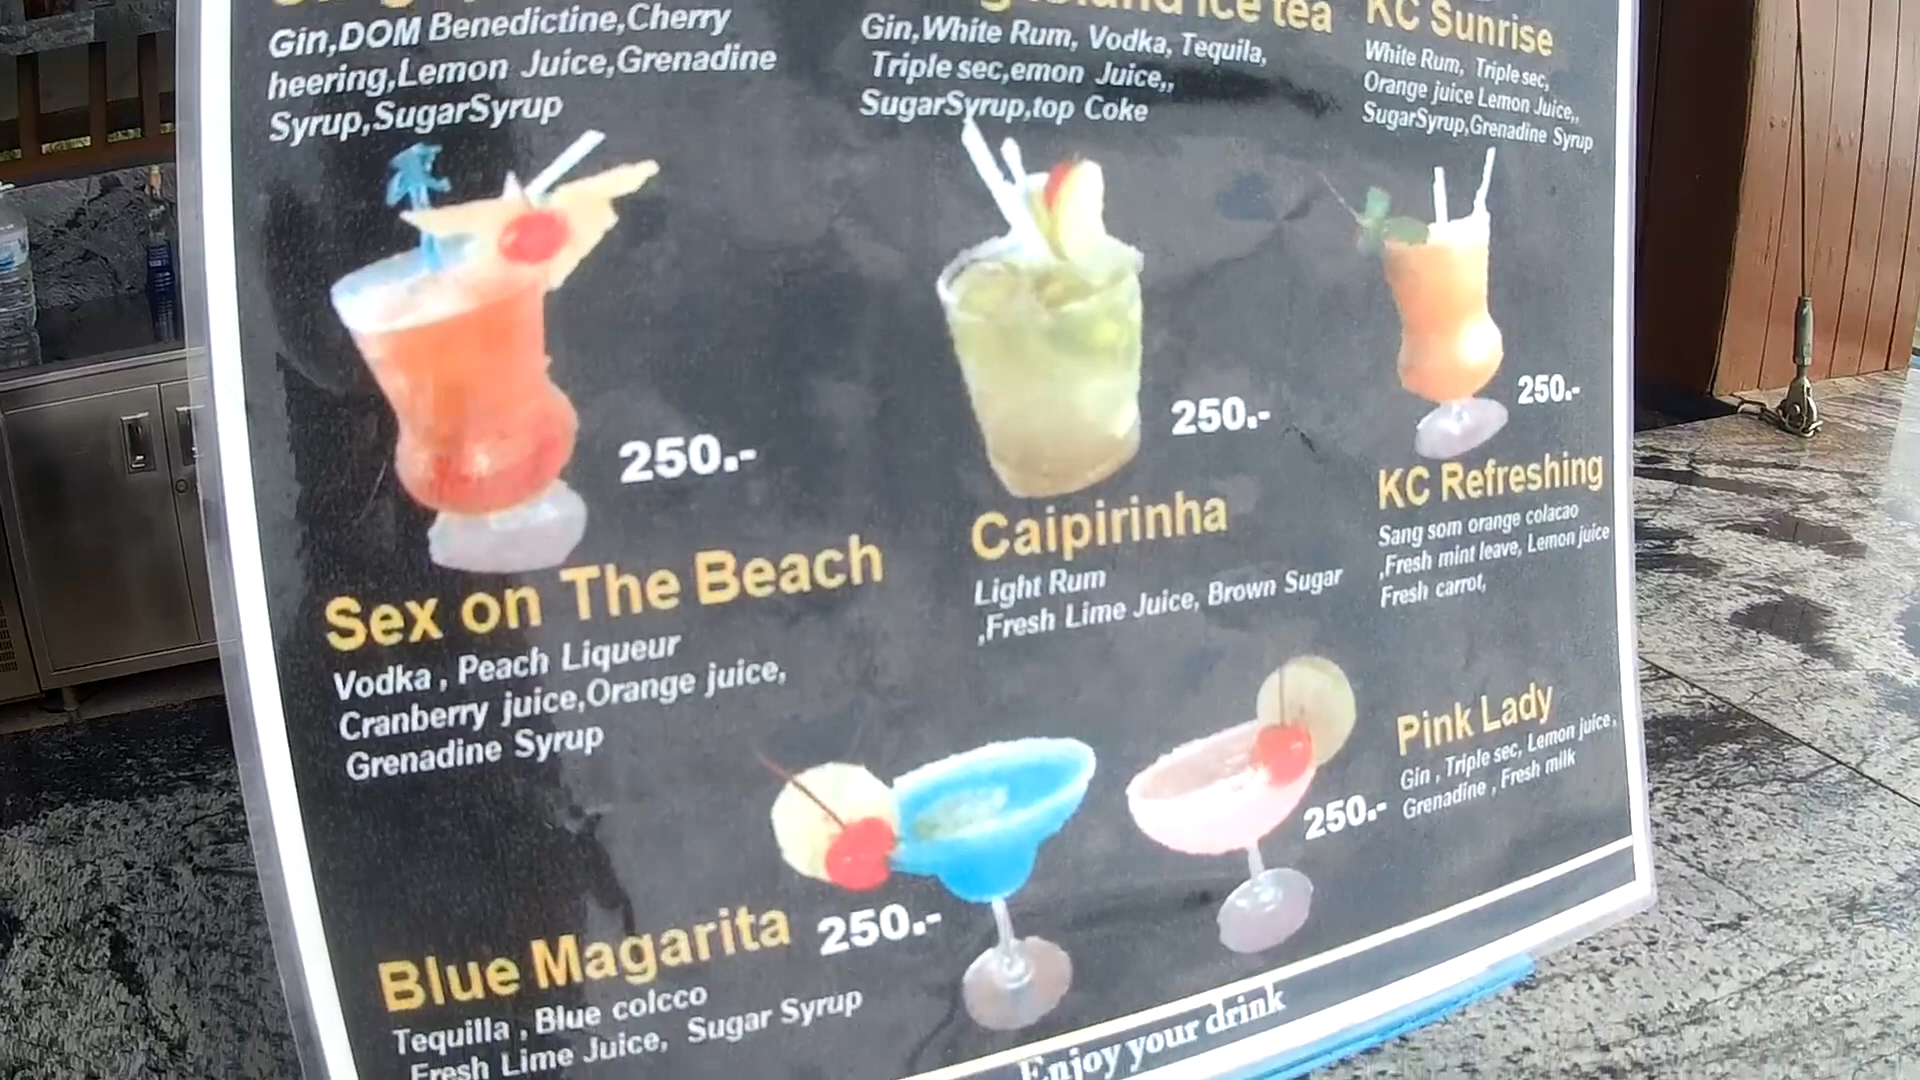 Gin,DOM Benedictine,Cherry
heering,Lemon Juice,Grenadine
Syrup,SugarSyrup
ice tea
Gin,White Rum, Vodka, Tequila,
Triple sec,emon Juice,,
SugarSyrup,top Coke
KC Sunrise
White Rum, Triple sec,
Orange juice Lemon Juice,,
SugarSyrup,Grenadine Syrup
250.-
250.-
250.-
Sex on The Beach
Vodka , Peach Liqueur
Cranberry juice,Orange juice,
Grenadine Syrup
Caipirinha
Light Rum
,Fresh Lime Juice, Brown Sugar
KC Refreshing
Sang som orange colacao
,Fresh mint leave, Lemon juice
Fresh carrot,
Blue Magarita
250.-
Tequilla , Blue colcco
Fresh Lime Juice, Sugar Syrup
Pink Lady
Gin , Triple sec, Lemon juice,
Grenadine , Fresh milk
250.-
Enjoy your drink